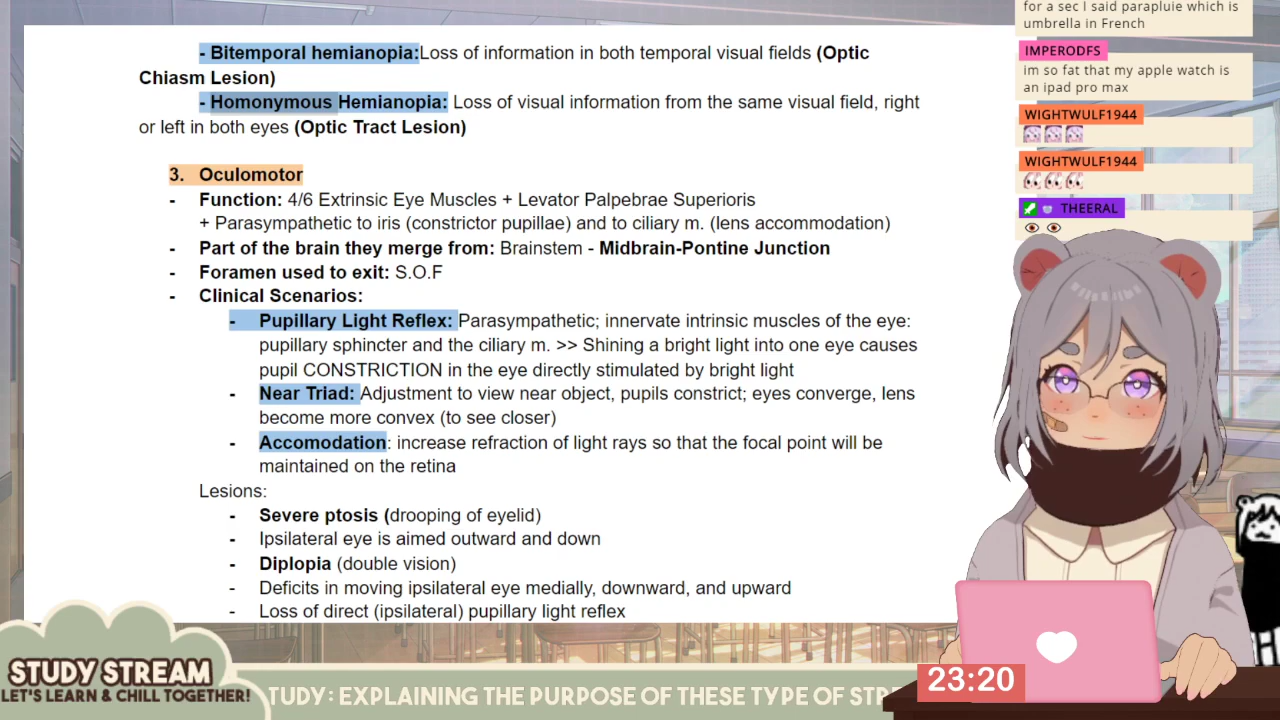 - Bitemporal hemianopia:Loss of information in both temporal visual fields (Optic
Chiasm Lesion)
- Homonymous Hemianopia: Loss of visual information from the same visual field, right
or left in both eyes (Optic Tract Lesion)
3. Oculomotor
- Function: 4/6 Extrinsic Eye Muscles + Levator Palpebrae Superioris
+ Parasympathetic to iris (constrictor pupillae) and to ciliary m. (lens accommodation)
- Part of the brain they merge from: Brainstem - Midbrain-Pontine Junction
- Foramen used to exit: S.O.F
- Clinical Scenarios:
- Pupillary Light Reflex: Parasympathetic; innervate intrinsic muscles of the eye:
pupillary sphincter and the ciliary m. >> Shining a bright light into one eye causes
pupil CONSTRICTION in the eye directly stimulated by bright light
- Near Triad: Adjustment to view near object, pupils constrict; eyes converge, lens
become more convex (to see closer)
- Accomodation: increase refraction of light rays so that the focal point will be
maintained on the retina
Lesions:
- Severe ptosis (drooping of eyelid)
- Ipsilateral eye is aimed outward and down
- Diplopia (double vision)
- Deficits in moving ipsilateral eye medially, downward, and upward
- Loss of direct (ipsilateral) pupillary light reflex
for a sec I said parapluie which is
umbrella in French
IMPERODFS
im so fat that my apple watch is
an ipad pro max
WIGHTWULF1944
WIGHTWULF1944
THEERAL
STUDY STREAM
LET'S LEARN & CHILL TOGETHER!
TUDY: EXPLAINING THE PURPOSE OF THESE TYPE OF STR
23:20